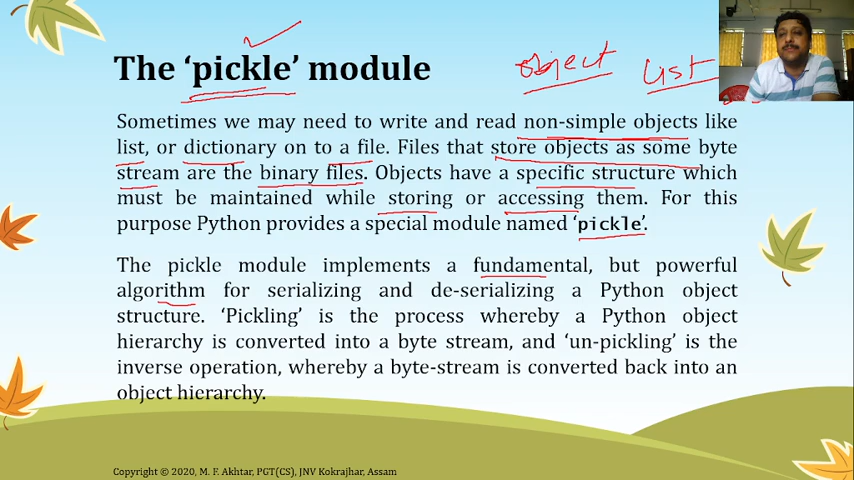 The ‘pickle’ module
object
List
Sometimes we may need to write and read non-simple objects like
list, or dictionary on to a file. Files that store objects as some byte
stream are the binary files. Objects have a specific structure which
must be maintained while storing or accessing them. For this
purpose Python provides a special module named ‘pickle’.
The pickle module implements a fundamental, but powerful
algorithm for serializing and de-serializing a Python object
structure. ‘Pickling’ is the process whereby a Python object
hierarchy is converted into a byte stream, and ‘un-pickling’ is the
inverse operation, whereby a byte-stream is converted back into an
object hierarchy.
Copyright © 2020, M. F. Akhtar, PGT(CS), JNV Kokrajhar, Assam